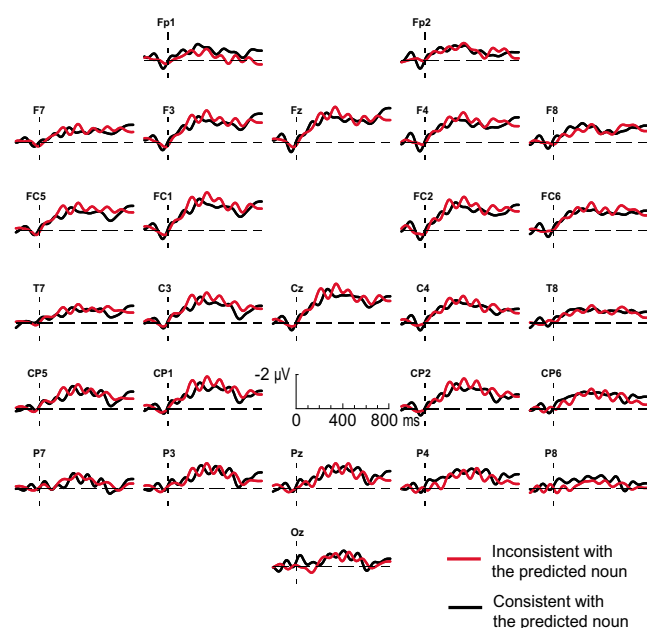 Fp1 Fp2
F7 F3 Fz F4 F8
FC5 FC1 FC2 FC6
T7 C3 Cz C4 T8
CP5 CP1 CP2 CP6
-2 µV
0 400 800 ms
P7 P3 Pz P4 P8
Oz
Inconsistent with
the predicted noun
Consistent with
the predicted noun